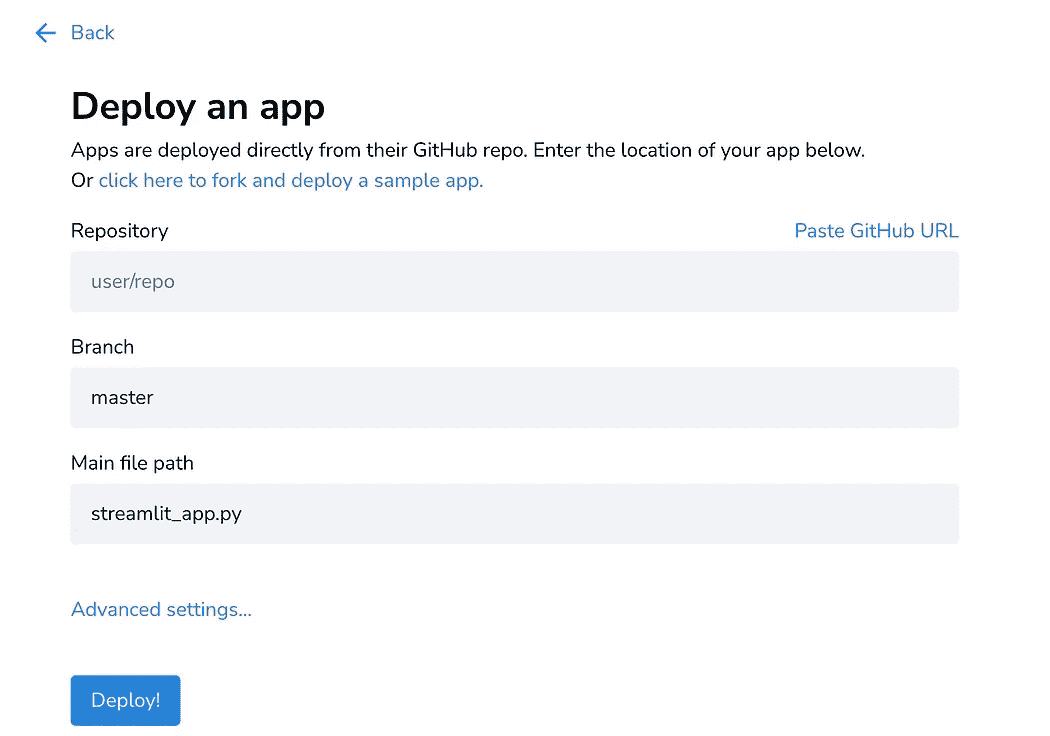 Back
Deploy an app
Apps are deployed directly from their GitHub repo. Enter the location of your app below.
Or click here to fork and deploy a sample app.
Repository
Paste GitHub URL
user/repo
Branch
master
Main file path
streamlit_app.py
Advanced settings...
Deploy!